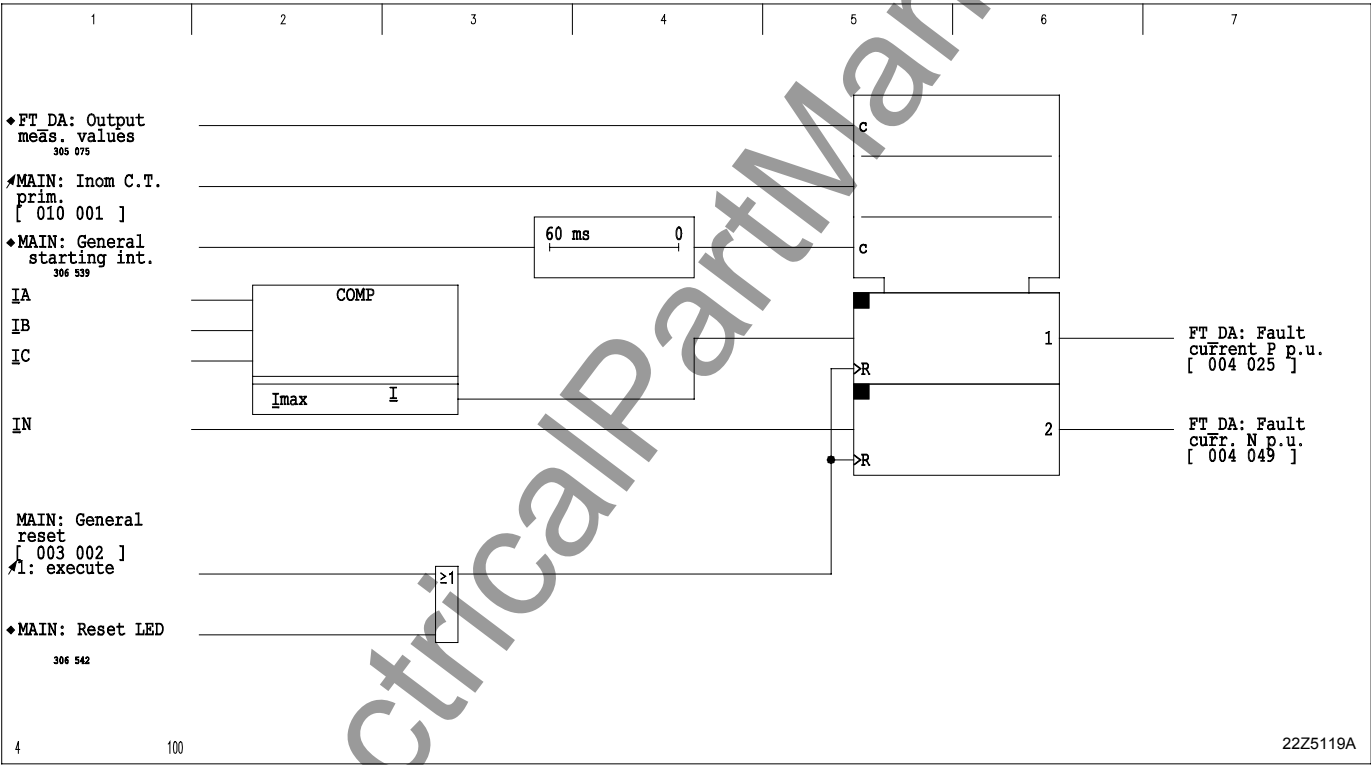 1 2 3 4 5 6 7
◆FT_DA: Output
meas. values
305 075
MAIN: Inom C.T.
prim.
[ 010 001 ]
◆MAIN: General
starting int.
306 539
60 ms 0
C
C
IA
IB
IC
COMP
Imax I
IN
1
R
2
R
FT_DA: Fault
current P p.u.
[ 004 025 ]
FT_DA: Fault
curr. N p.u.
[ 004 049 ]
MAIN: General
reset
[ 003 002 ]
1: execute
≥1
◆MAIN: Reset LED
306 542
4 100
22Z5119A
ctricalPartMan